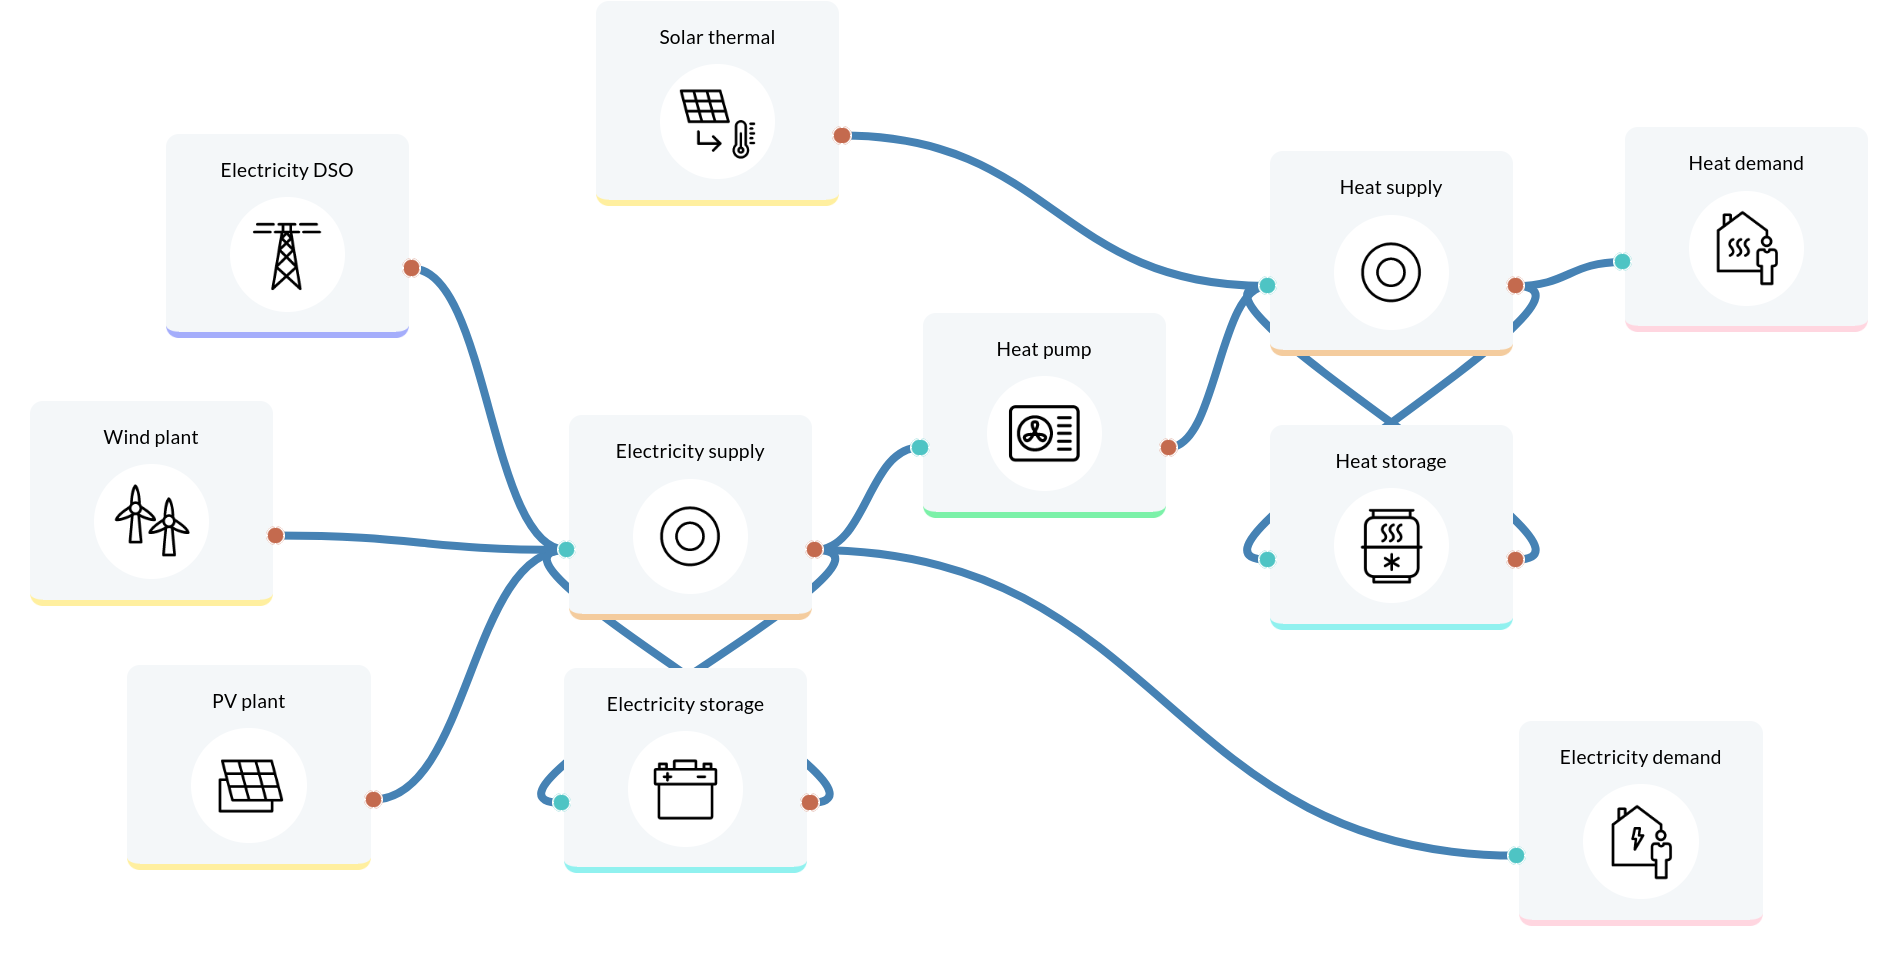 Solar thermal
Electricity DSO
Heat demand
Heat supply
Heat pump
Wind plant
Electricity supply
Heat storage
PV plant
Electricity storage
Electricity demand